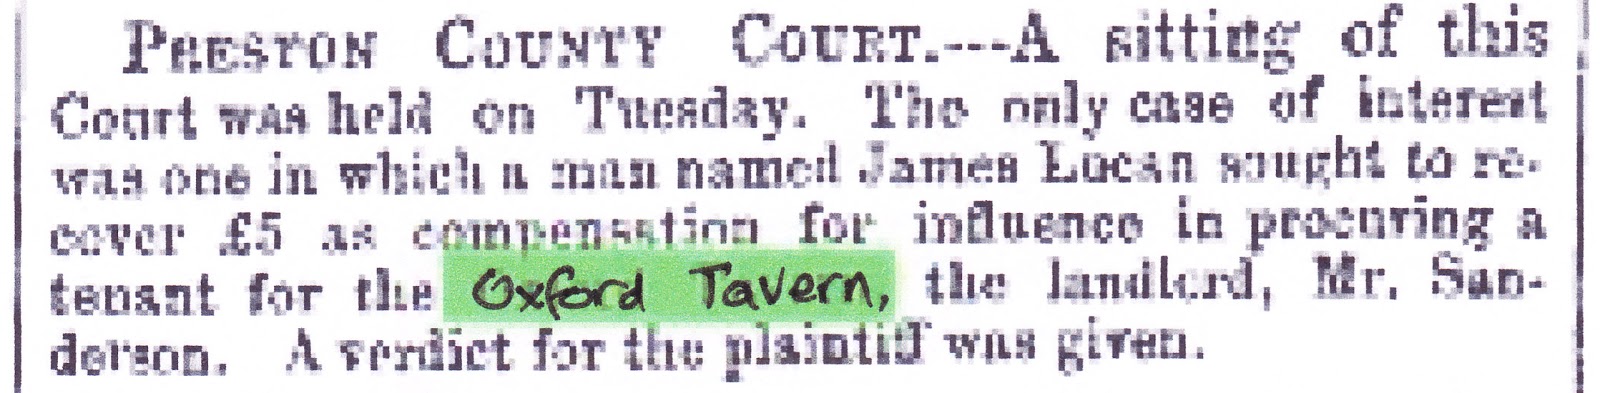 PRESTON COUNTY COURT.---A sitting of this
Court was held on Tuesday. The only case of interest
was one in which a man named James Lucan sought to re-
cover £5 as compensation for influence in procuring a
tenant for the Oxford Tavern, the landlord, Mr. San-
derson. A verdict for the plaintiff was given.